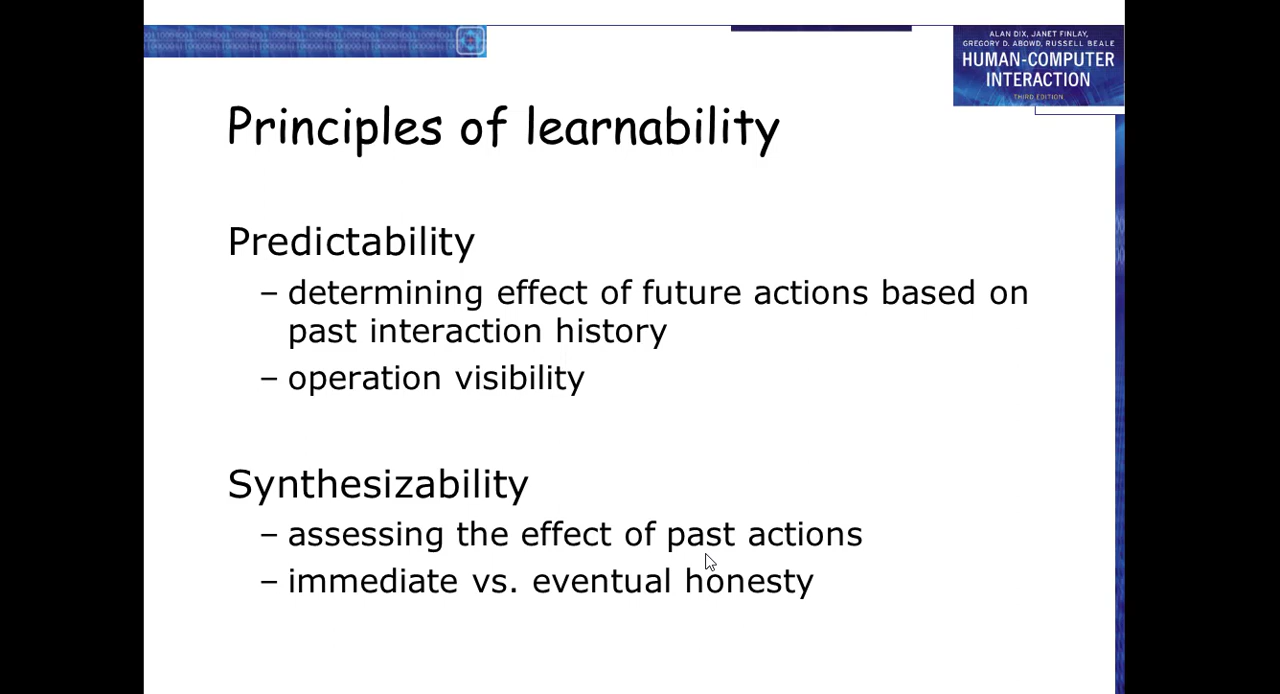 ALAN DIX, JANET FINLAY,
GREGORY D. ABOWD, RUSSELL BEALE
HUMAN-COMPUTER
INTERACTION
THIRD EDITION
Principles of learnability
Predictability
– determining effect of future actions based on
past interaction history
– operation visibility
Synthesizability
– assessing the effect of past actions
– immediate vs. eventual honesty